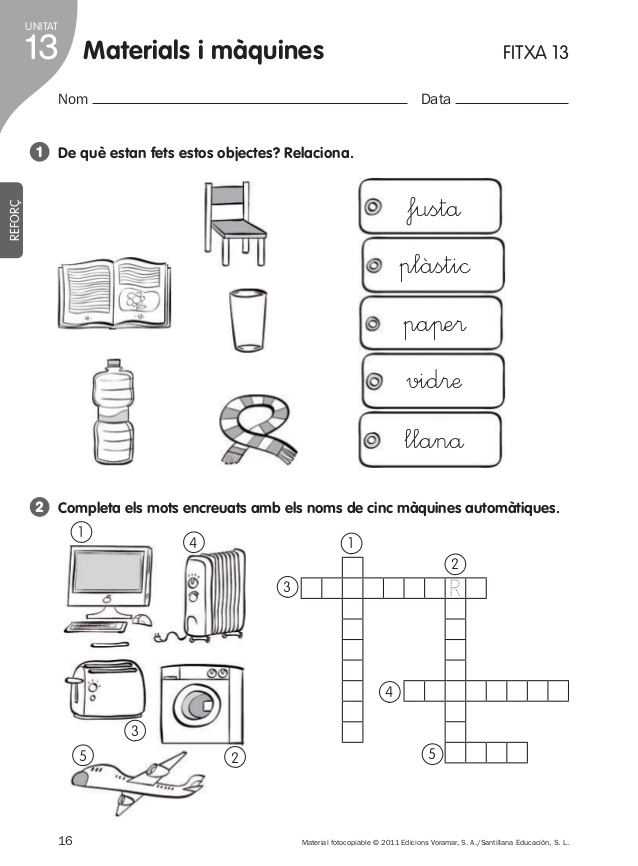 UNITAT
13
Materials i màquines
FITXA 13
Nom
Data
REFORÇ
1 De què estan fets estos objectes? Relaciona.
fusta
plàstic
paper
vidre
llana
2 Completa els mots encreuats amb els noms de cinc màquines automàtiques.
1
4
3
2
5
1
2
3
R
4
5
16
Material fotocopiable © 2011 Edicions Voramar, S. A./Santillana Educación, S. L.